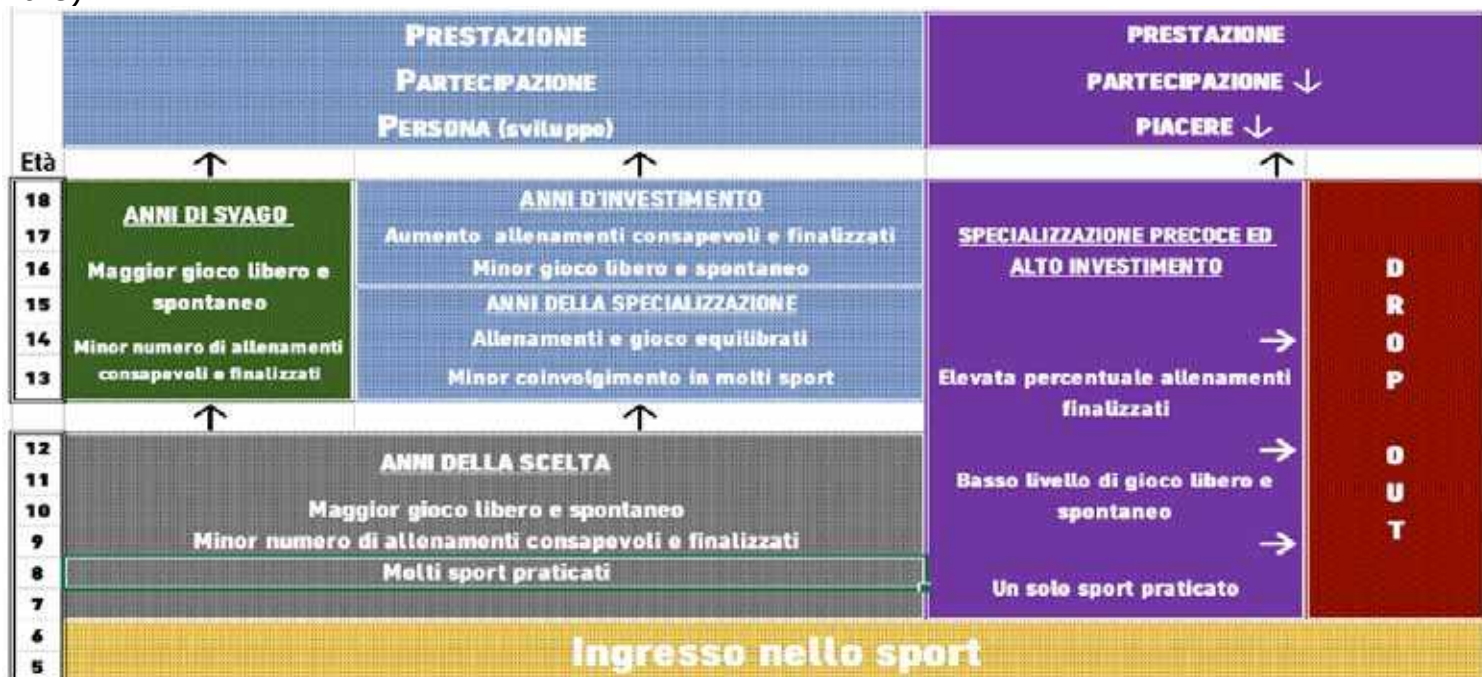 PRESTAZIONE
PARTECIPAZIONE
PERSONA (sviluppo)
PRESTAZIONE
PARTECIPAZIONE ↓
PIACERE ↓
Età
18
17
16
15
14
13
12
11
10
9
8
7
6
5
ANNI DI SVAGO
Maggior gioco libero e
spontaneo
Minor numero di allenamenti
consapevoli e finalizzati
ANNI D'INVESTIMENTO
Aumento allenamenti consapevoli e finalizzati
Minor gioco libero e spontaneo
ANNI DELLA SPECIALIZZAZIONE
Allenamenti e gioco equilibrati
Minor coinvolgimento in molti sport
SPECIALIZZAZIONE PRECOCE ED
ALTO INVESTIMENTO
Elevata percentuale allenamenti
finalizzati
Basso livello di gioco libero e
spontaneo
Un solo sport praticato
DROP OUT
ANNI DELLA SCELTA
Maggior gioco libero e spontaneo
Minor numero di allenamenti consapevoli e finalizzati
Molti sport praticati
Ingresso nello sport